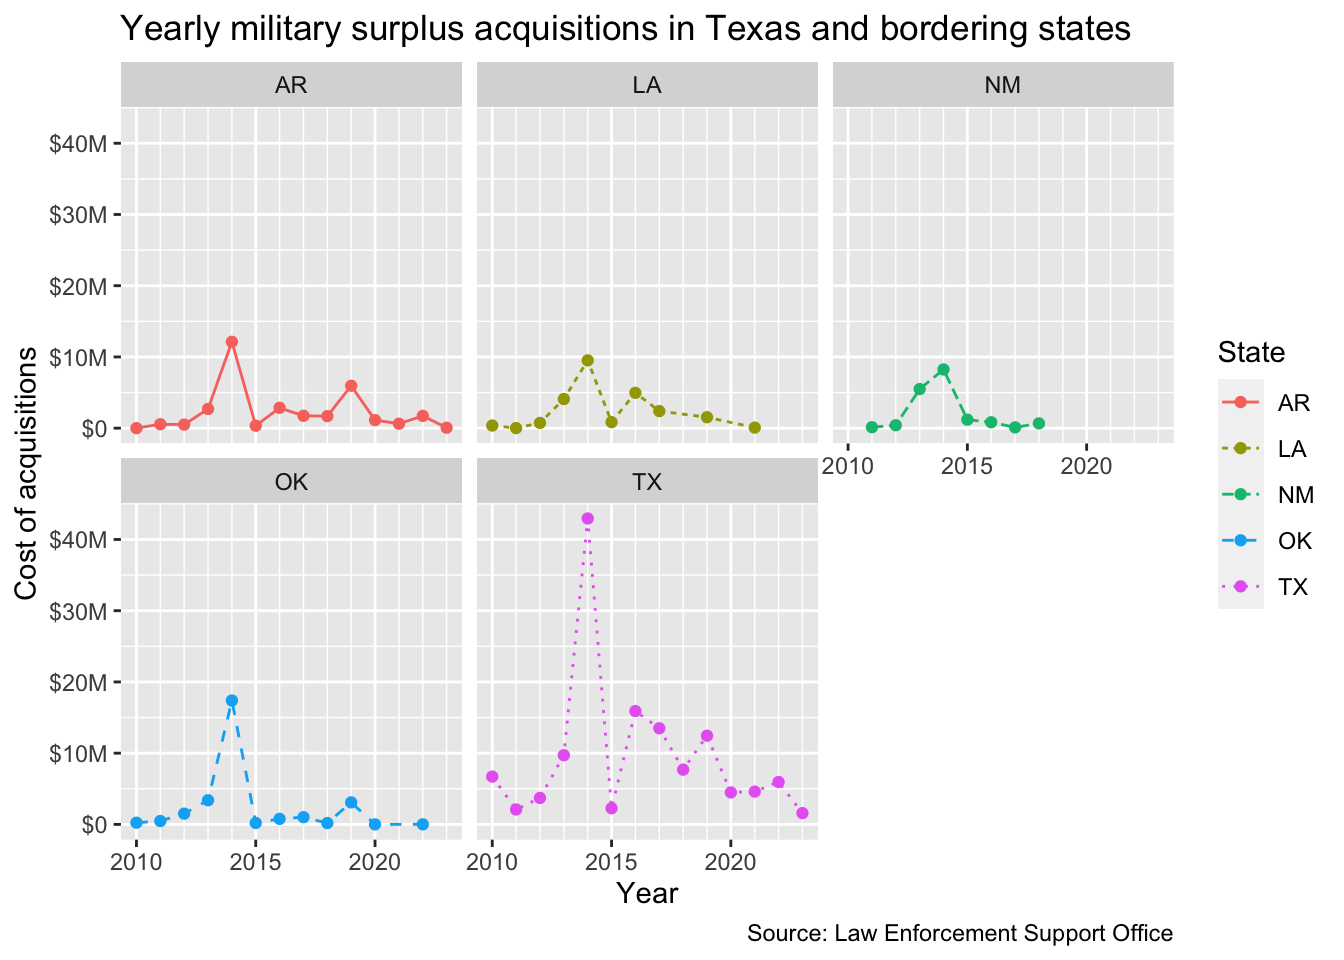 Yearly military surplus acquisitions in Texas and bordering states
AR
LA
NM
$40M
$30M
$20M
$10M
$0
2010 2015 2020
OK
TX
$40M
$30M
$20M
$10M
$0
2010 2015 2020
2010 2015 2020
Cost of acquisitions
Year
State
AR
LA
NM
OK
TX
Source: Law Enforcement Support Office